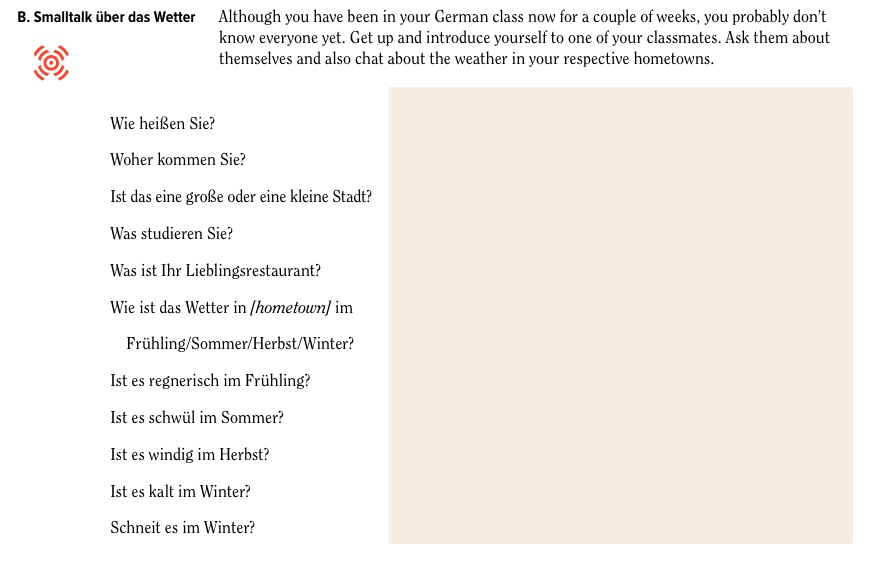 B. Smalltalk über das Wetter
Although you have been in your German class now for a couple of weeks, you probably don't
know everyone yet. Get up and introduce yourself to one of your classmates. Ask them about
themselves and also chat about the weather in your respective hometowns.
Wie heißen Sie?
Woher kommen Sie?
Ist das eine große oder eine kleine Stadt?
Was studieren Sie?
Was ist Ihr Lieblingsrestaurant?
Wie ist das Wetter in [hometown] im
Frühling/Sommer/Herbst/Winter?
Ist es regnerisch im Frühling?
Ist es schwül im Sommer?
Ist es windig im Herbst?
Ist es kalt im Winter?
Schneit es im Winter?